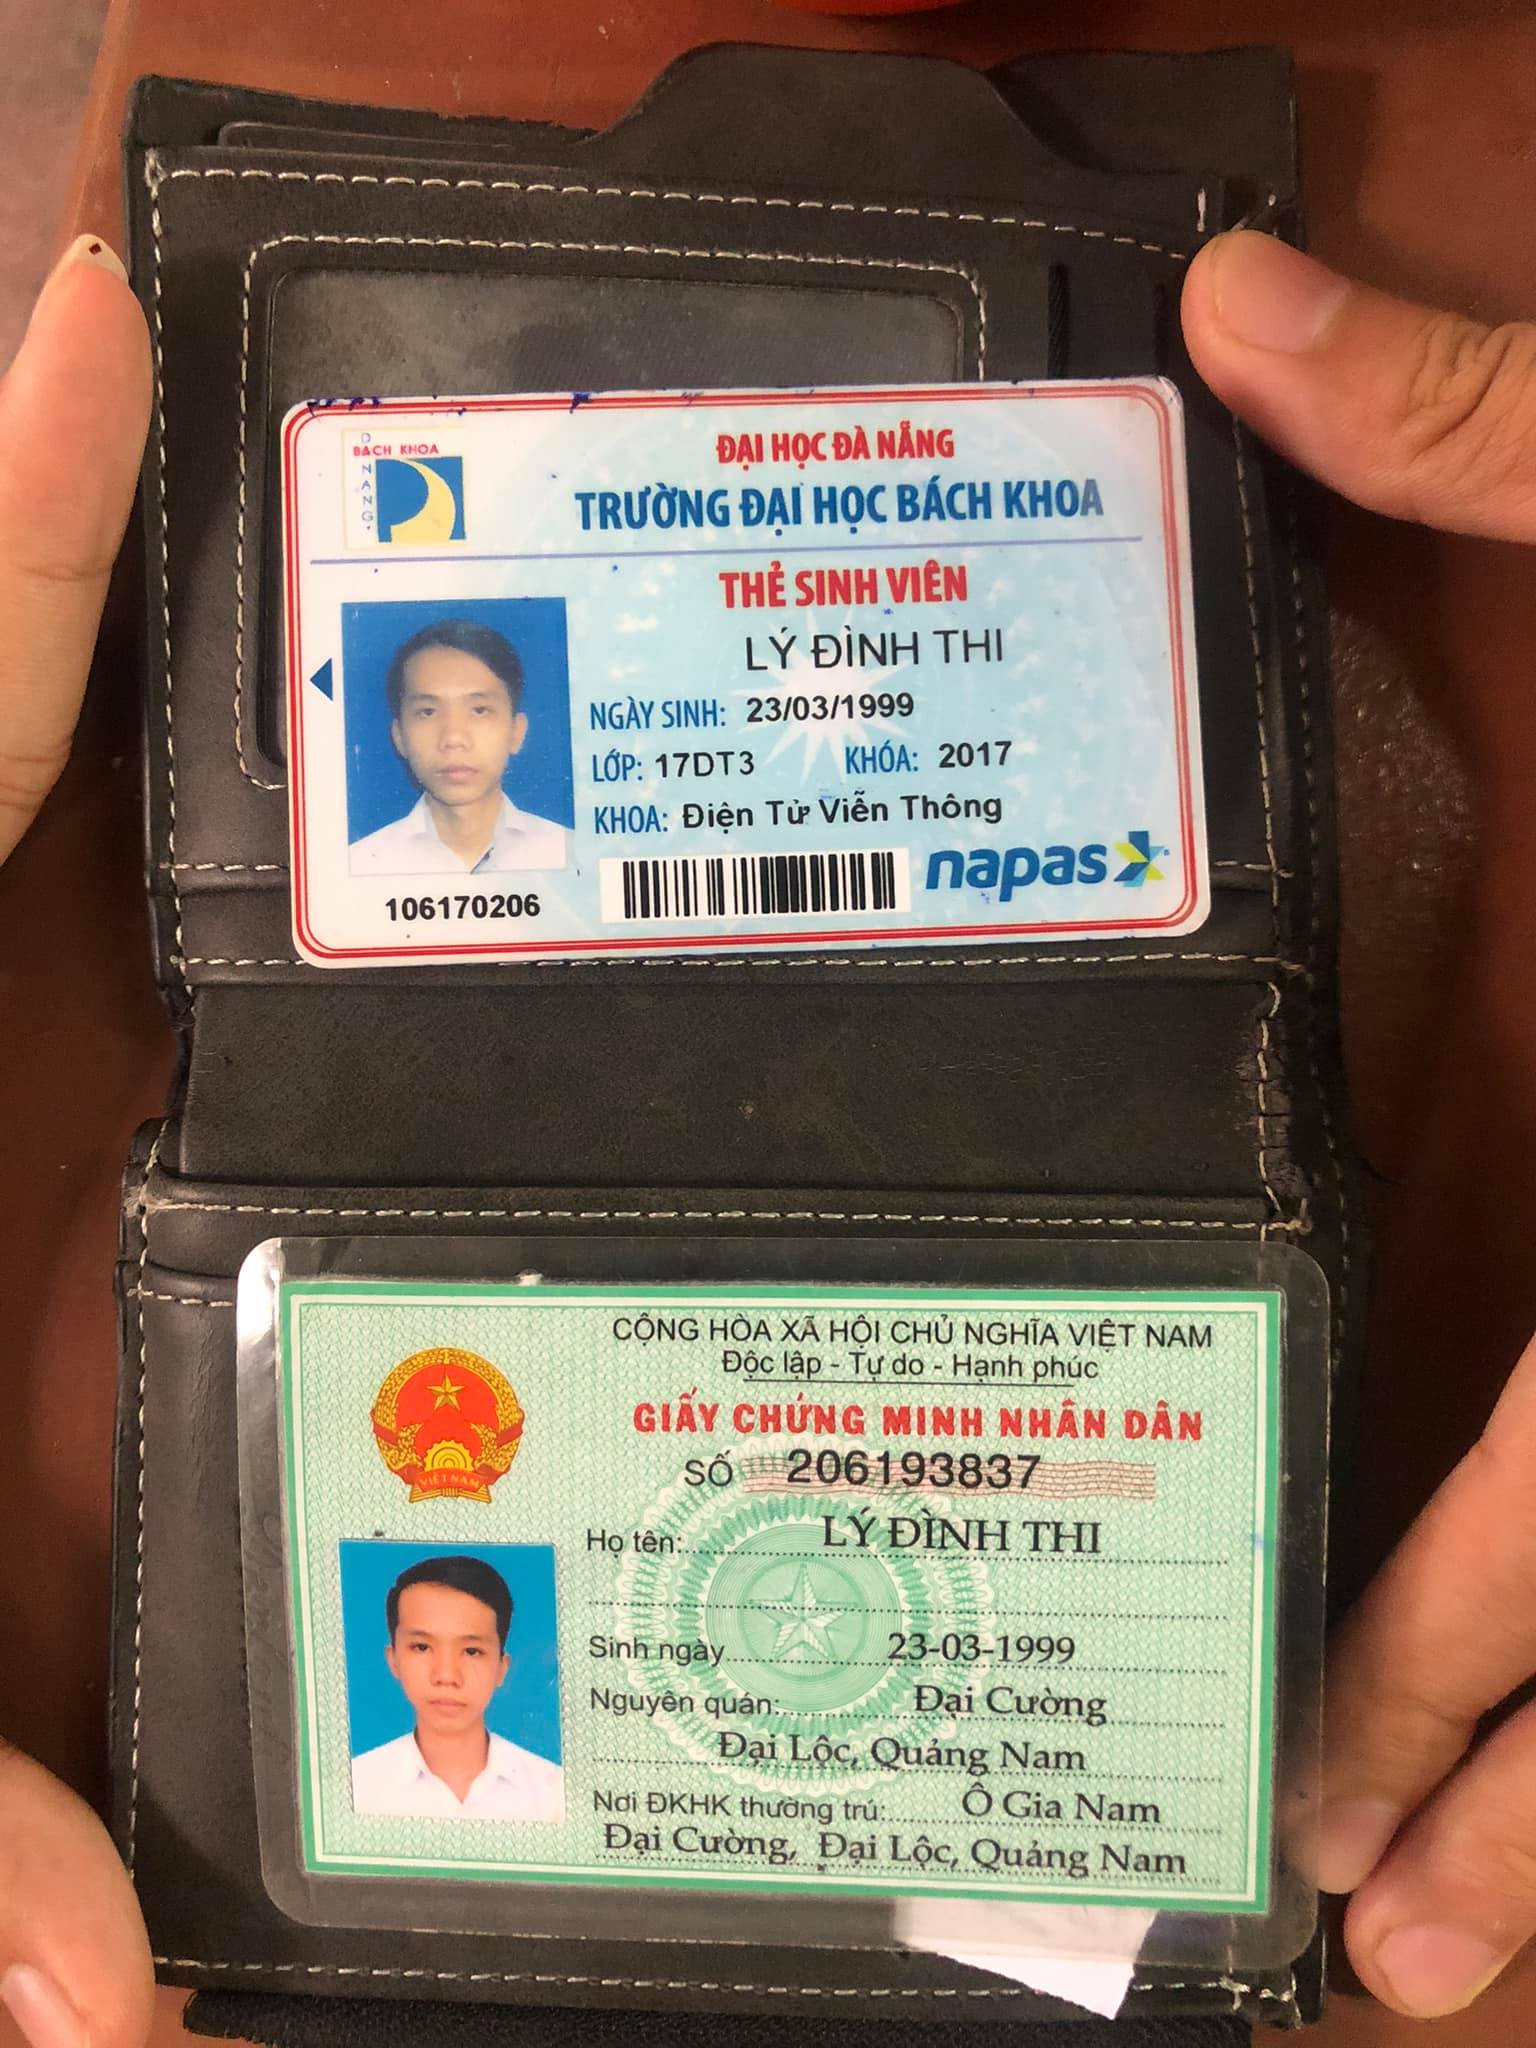 BÁCH KHOA
ĐÀ NẴNG
ĐẠI HỌC ĐÀ NẴNG
TRƯỜNG ĐẠI HỌC BÁCH KHOA
THẺ SINH VIÊN
LÝ ĐÌNH THI
NGÀY SINH: 23/03/1999
LỚP: 17DT3 KHÓA: 2017
KHOA: Điện Tử Viễn Thông
106170206
napas
CỘNG HÒA XÃ HỘI CHỦ NGHĨA VIỆT NAM
Độc lập - Tự do - Hạnh phúc
GIẤY CHỨNG MINH NHÂN DÂN
SỐ 206193837
VIỆT NAM
Họ tên: LÝ ĐÌNH THI
Sinh ngày 23-03-1999
Nguyên quán: Đại Cường
Đại Lộc, Quảng Nam
Nơi ĐKHK thường trú: Ô Gia Nam
Đại Cường, Đại Lộc, Quảng Nam